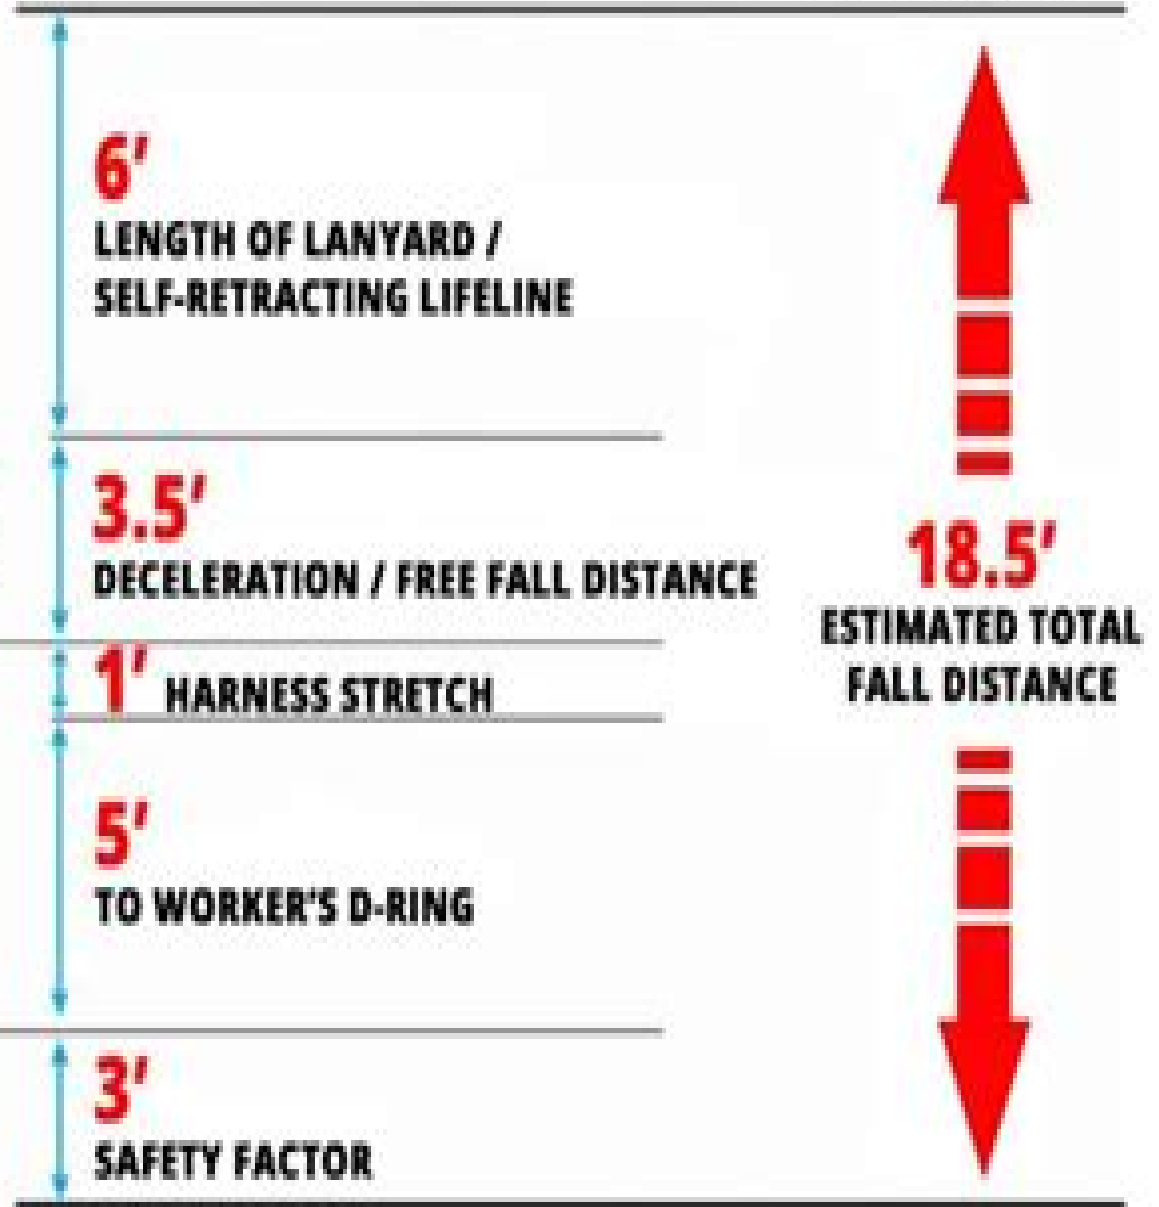 6'
LENGTH OF LANYARD /
SELF-RETRACTING LIFELINE
3.5'
DECELERATION / FREE FALL DISTANCE
1' HARNESS STRETCH
5'
TO WORKER'S D-RING
3'
SAFETY FACTOR
18.5'
ESTIMATED TOTAL
FALL DISTANCE